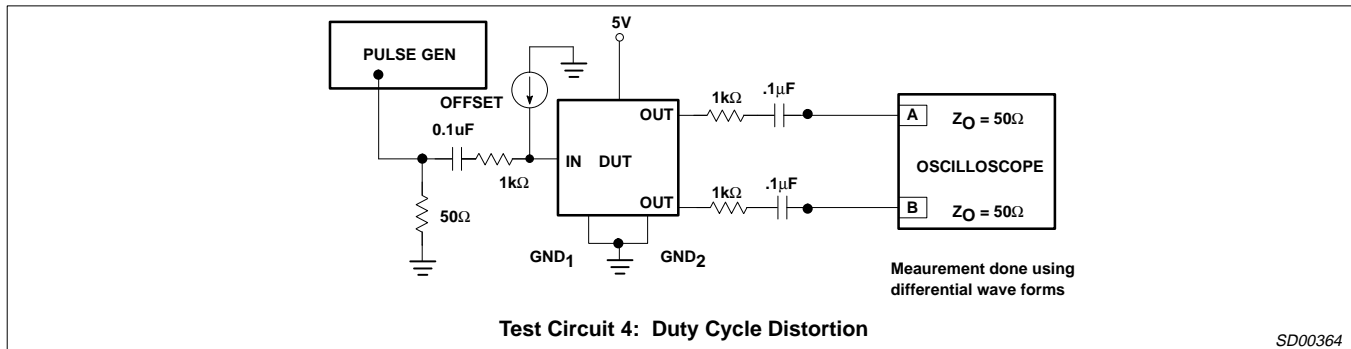 5V
PULSE GEN
OFFSET
0.1uF
1kΩ
50Ω
IN DUT
OUT
OUT
GND1
GND2
1kΩ
.1μF
1kΩ
.1μF
A ZO = 50Ω
OSCILLOSCOPE
B ZO = 50Ω
Meaurement done using
differential wave forms
Test Circuit 4: Duty Cycle Distortion
SD00364